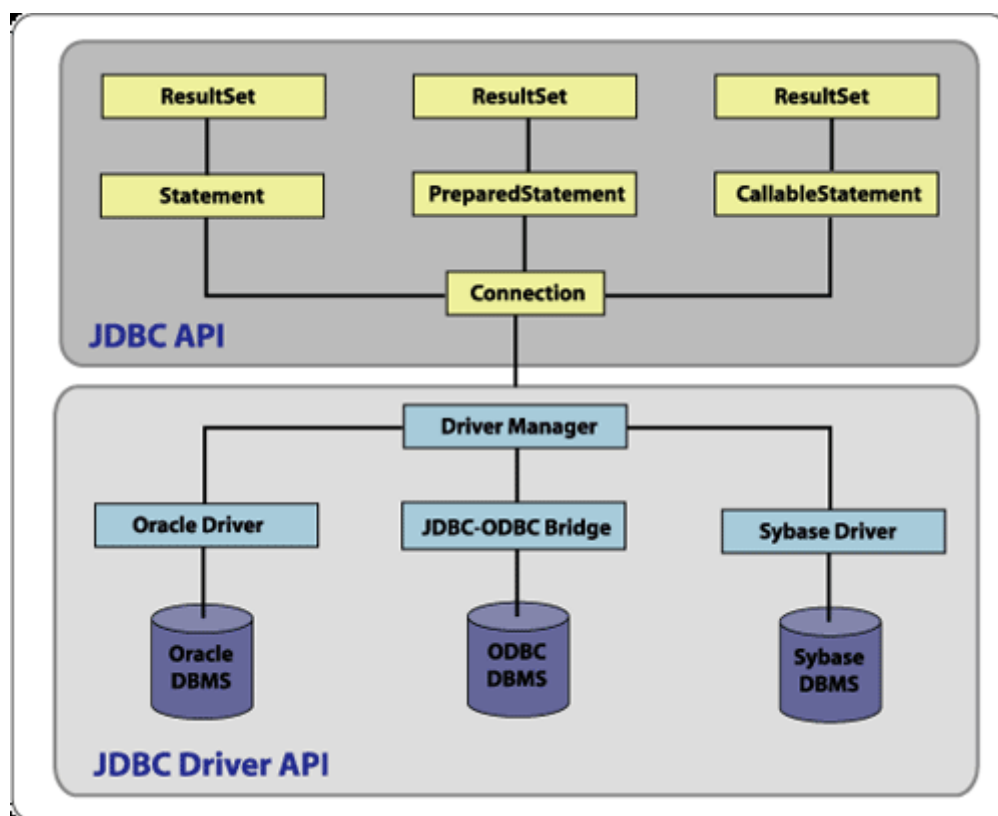 ResultSet
ResultSet
ResultSet
Statement
PreparedStatement
CallableStatement
Connection
JDBC API
Driver Manager
Oracle Driver
JDBC-ODBC Bridge
Sybase Driver
Oracle
DBMS
ODBC
DBMS
Sybase
DBMS
JDBC Driver API